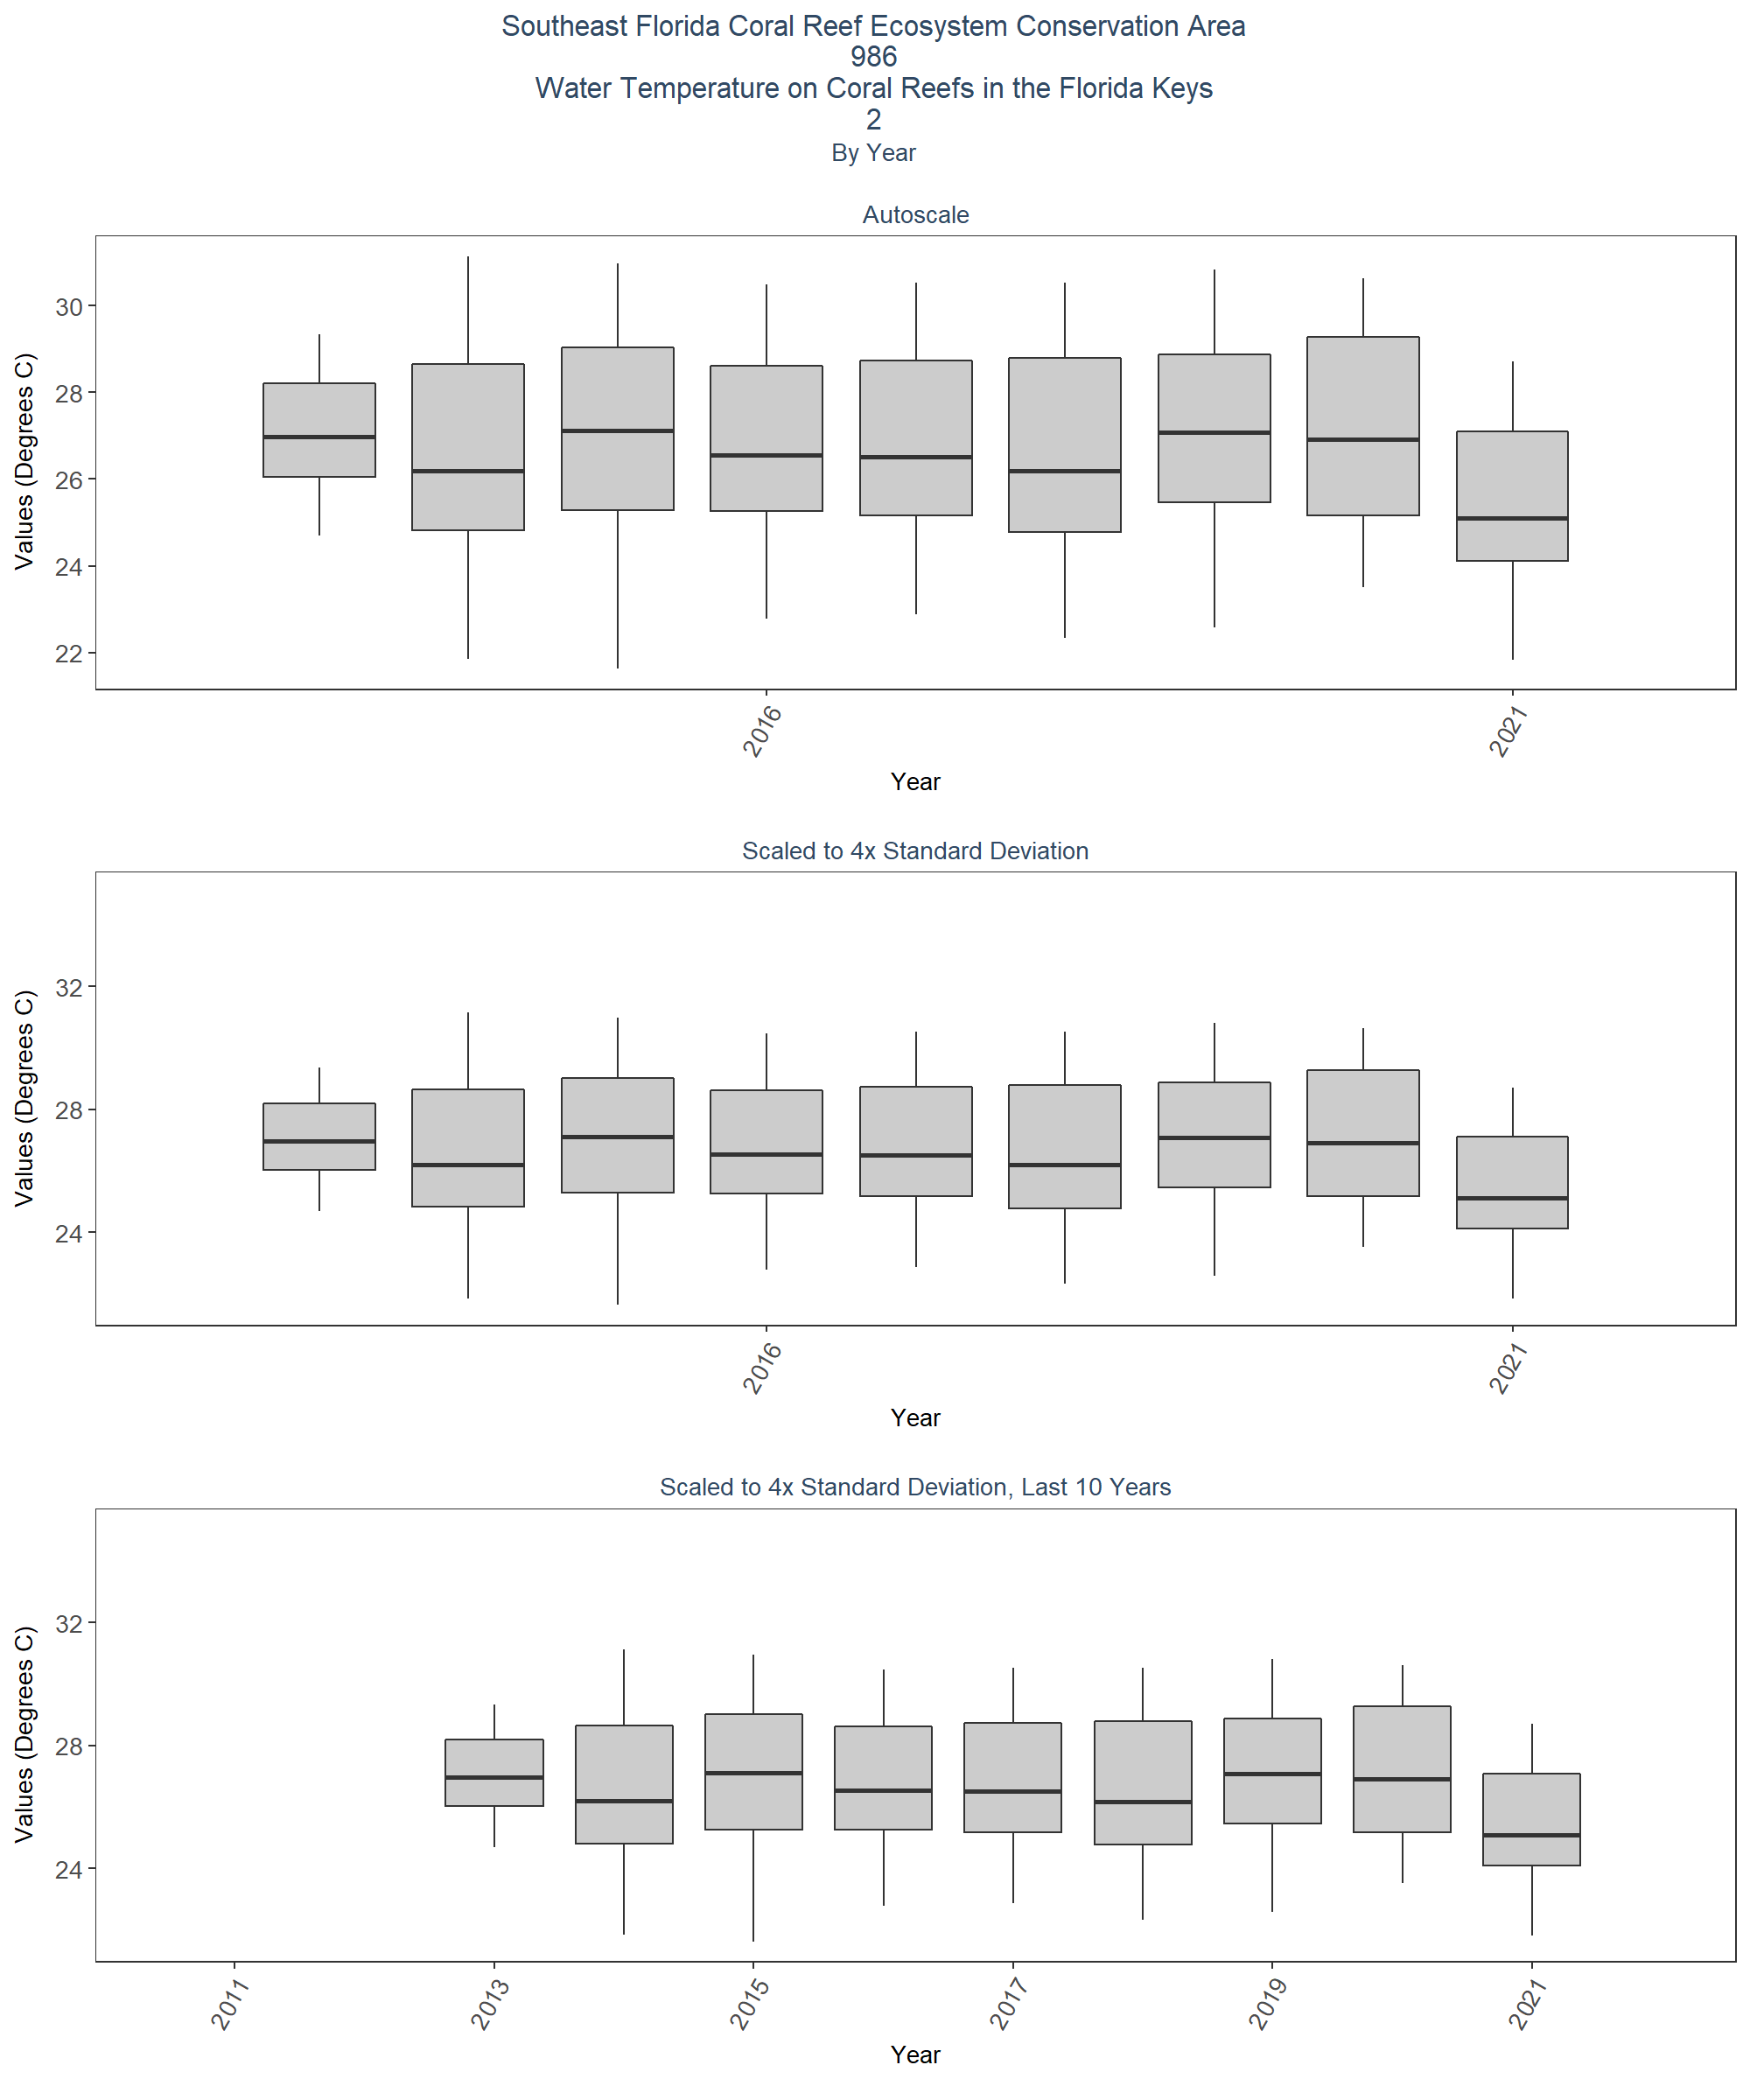 Southeast Florida Coral Reef Ecosystem Conservation Area
986
Water Temperature on Coral Reefs in the Florida Keys
2
By Year
Autoscale
Values (Degrees C)
30
28
26
24
22
2016
2021
Year
Scaled to 4x Standard Deviation
Values (Degrees C)
32
28
24
2016
2021
Year
Scaled to 4x Standard Deviation, Last 10 Years
Values (Degrees C)
32
28
24
2011
2013
2015
2017
2019
2021
Year